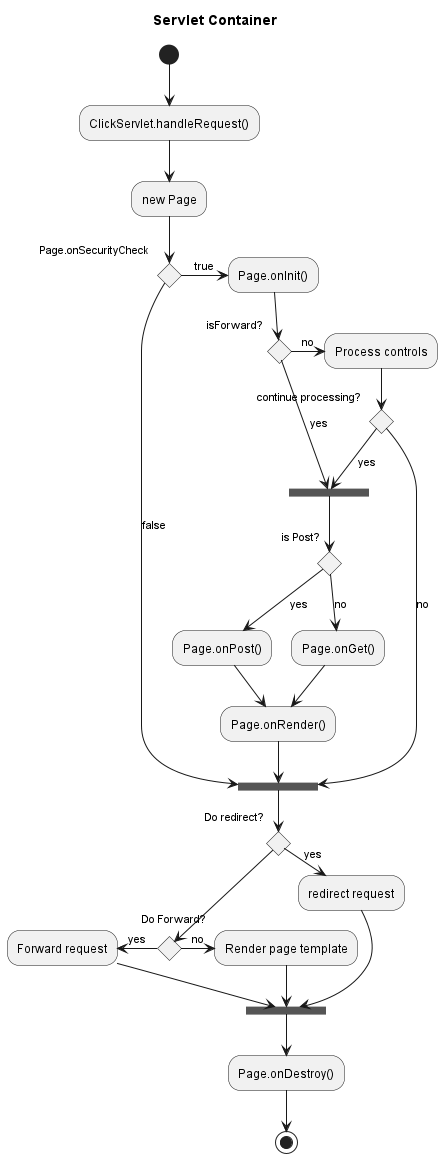 Servlet Container
ClickServlet.handleRequest()
new Page
Page.onSecurityCheck
true
Page.onInit()
isForward?
no
Process controls
continue processing?
yes
yes
false
is Post?
yes
no
no
Page.onPost()
Page.onGet()
Page.onRender()
Do redirect?
yes
redirect request
Do Forward?
yes
no
Forward request
Render page template
Page.onDestroy()